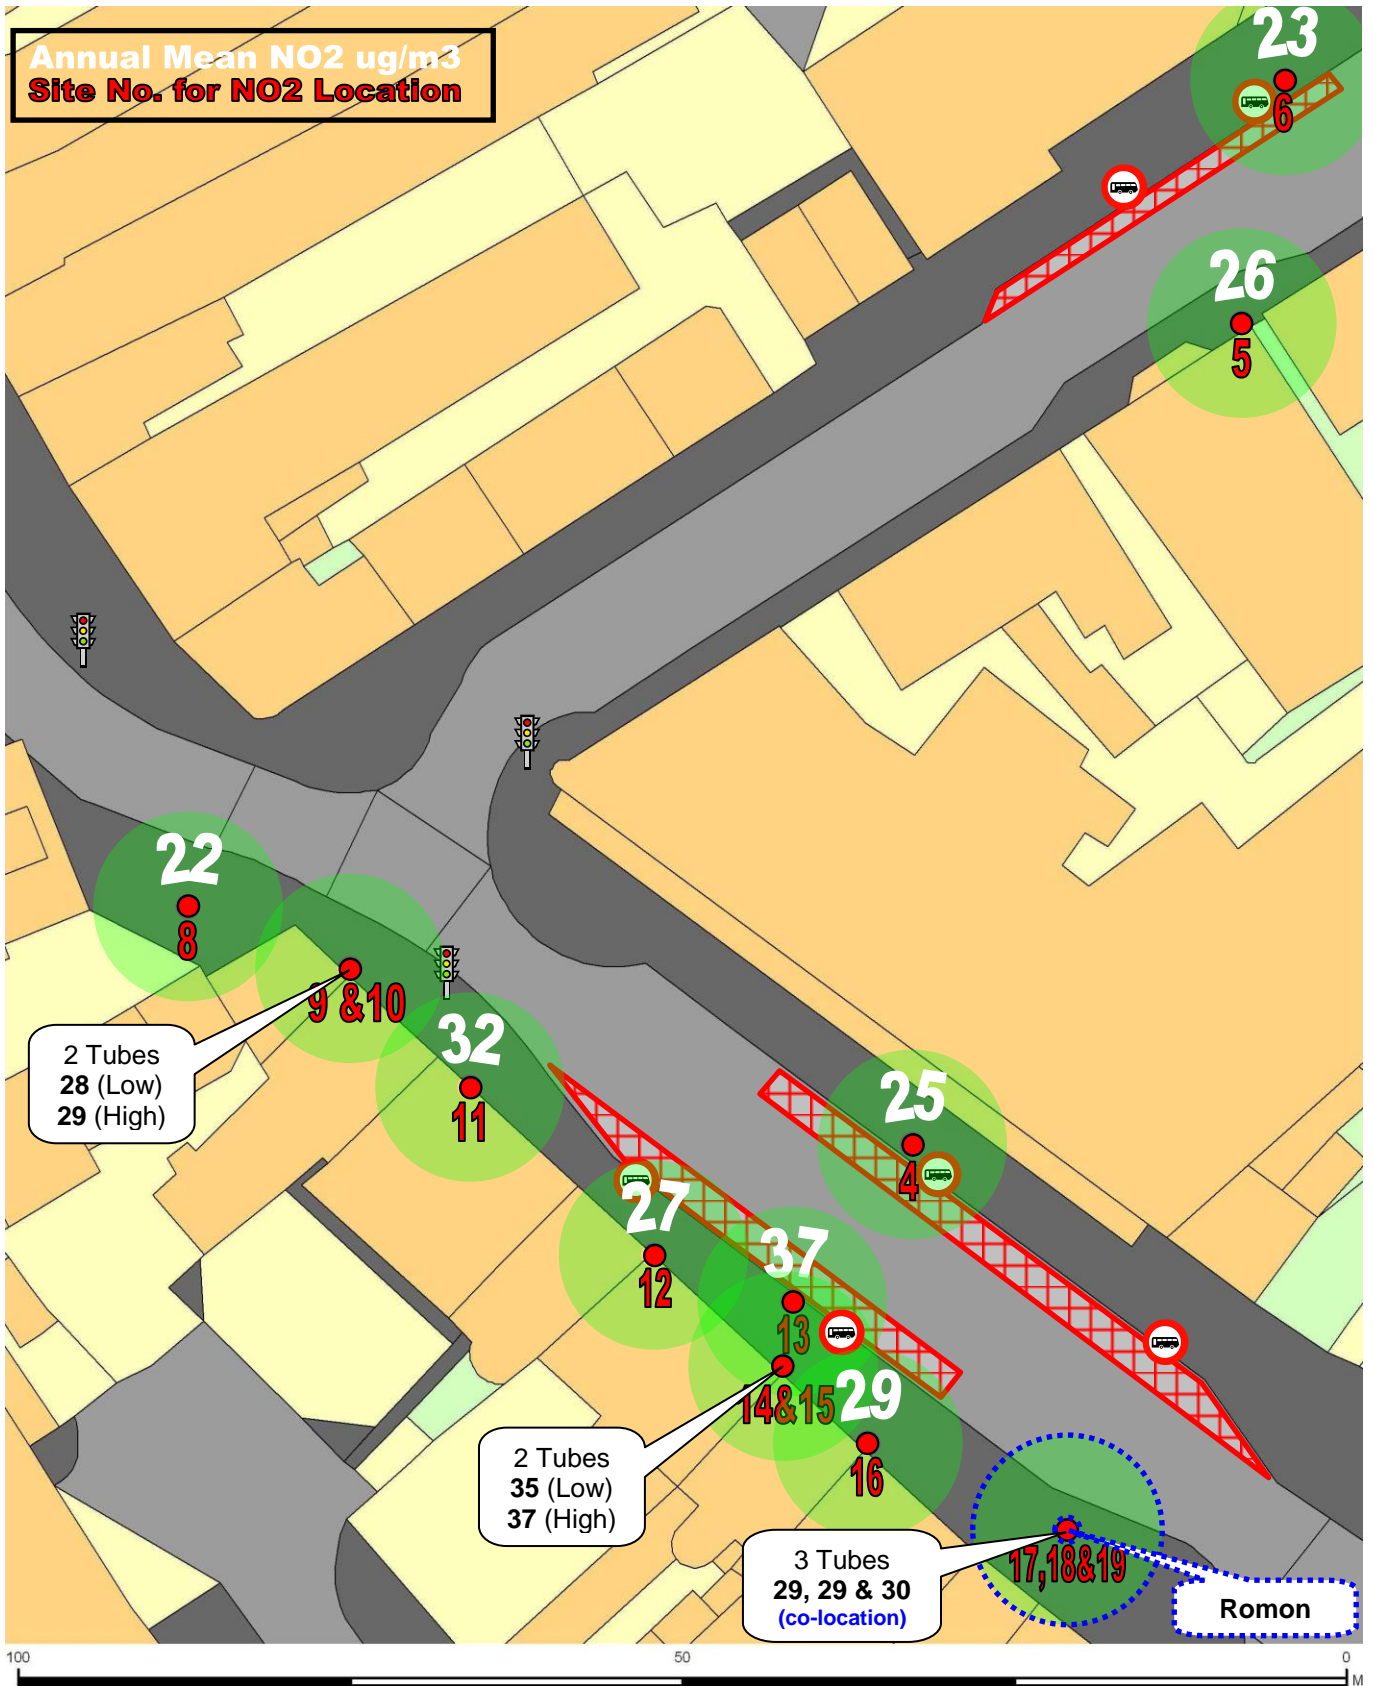 Annual Mean NO2 ug/m3
Site No. for NO2 Location
23
6
26
5
22
8
9 &10
2 Tubes
28 (Low)
29 (High)
32
11
25
4
27
12
37
13
14&15
2 Tubes
35 (Low)
37 (High)
29
16
17,18&19
3 Tubes
29, 29 & 30
(co-location)
Romon
100
50
0
M